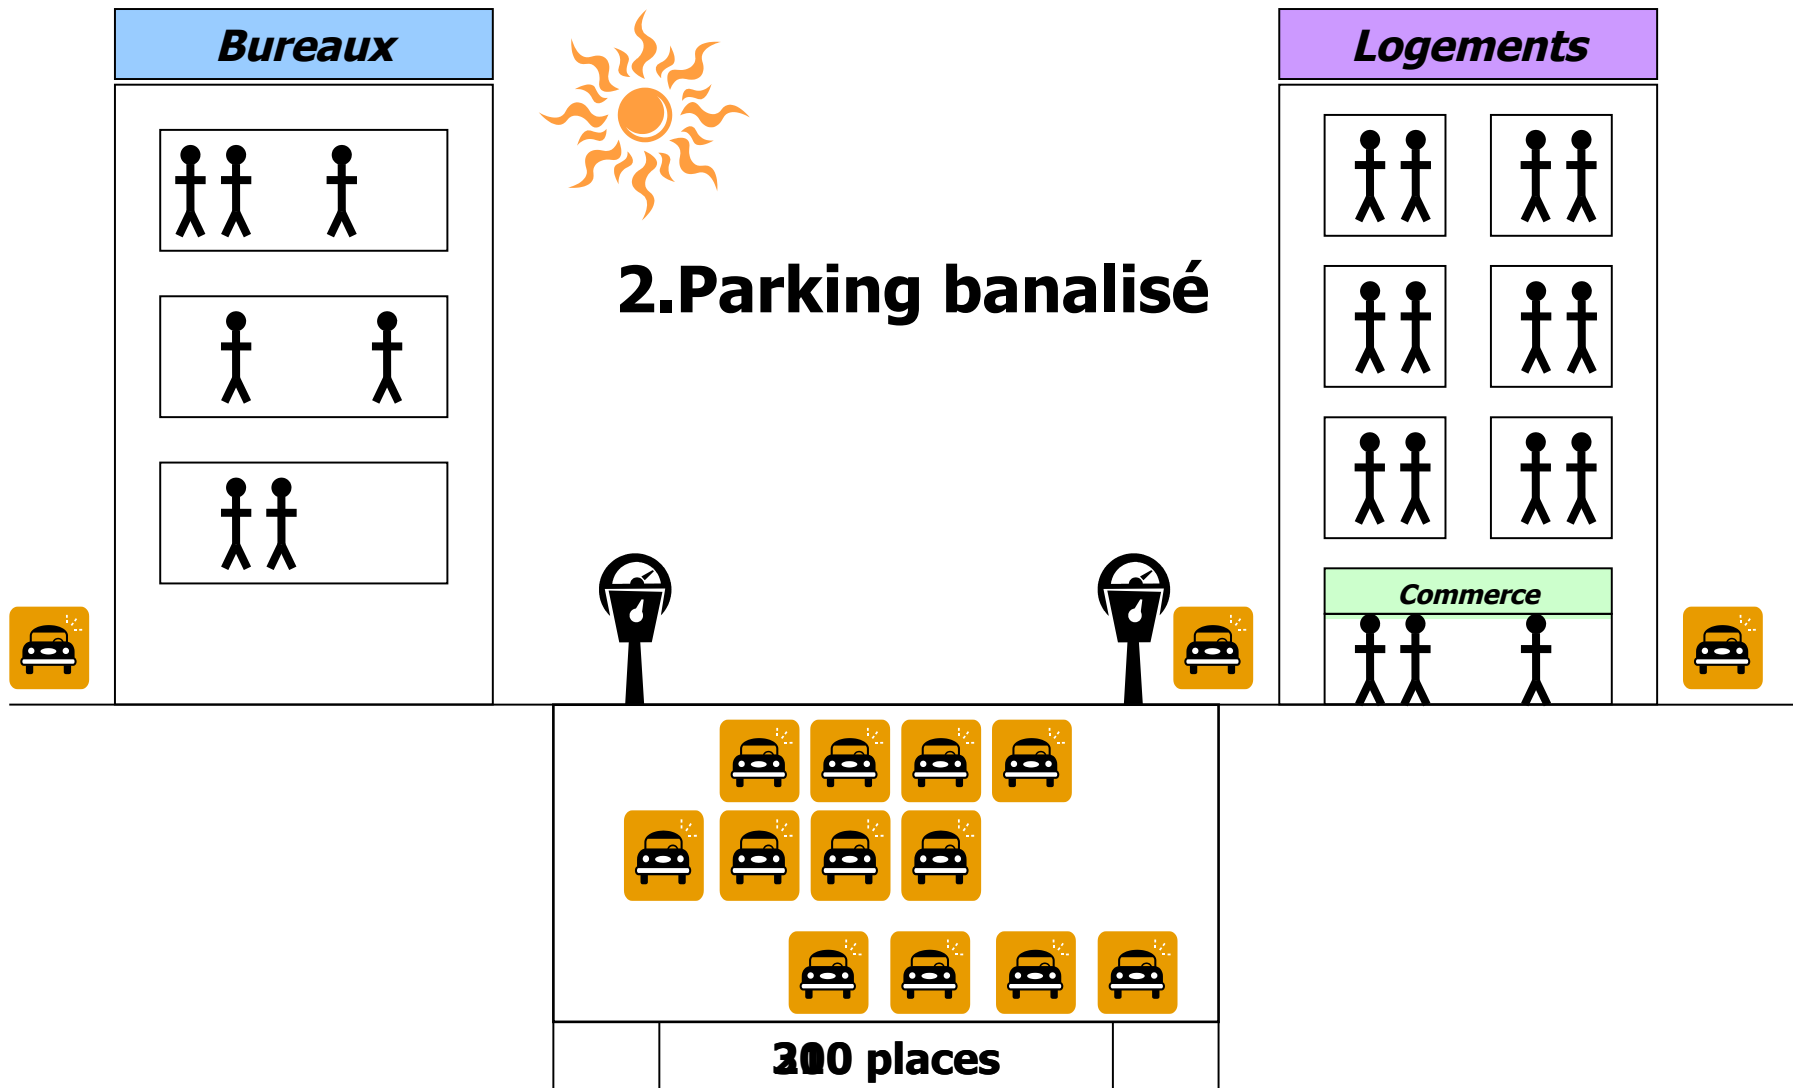 Bureaux
Logements
2.Parking banalisé
Commerce
places